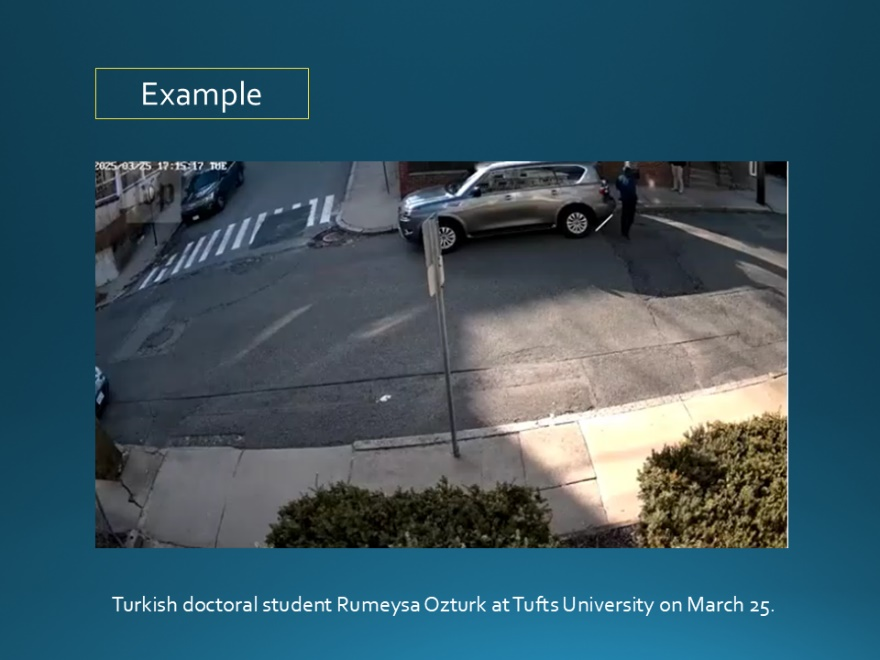 Example
2025/03/25 17:15:17 TUE
Turkish doctoral student Rumeysa Ozturk at Tufts University on March 25.